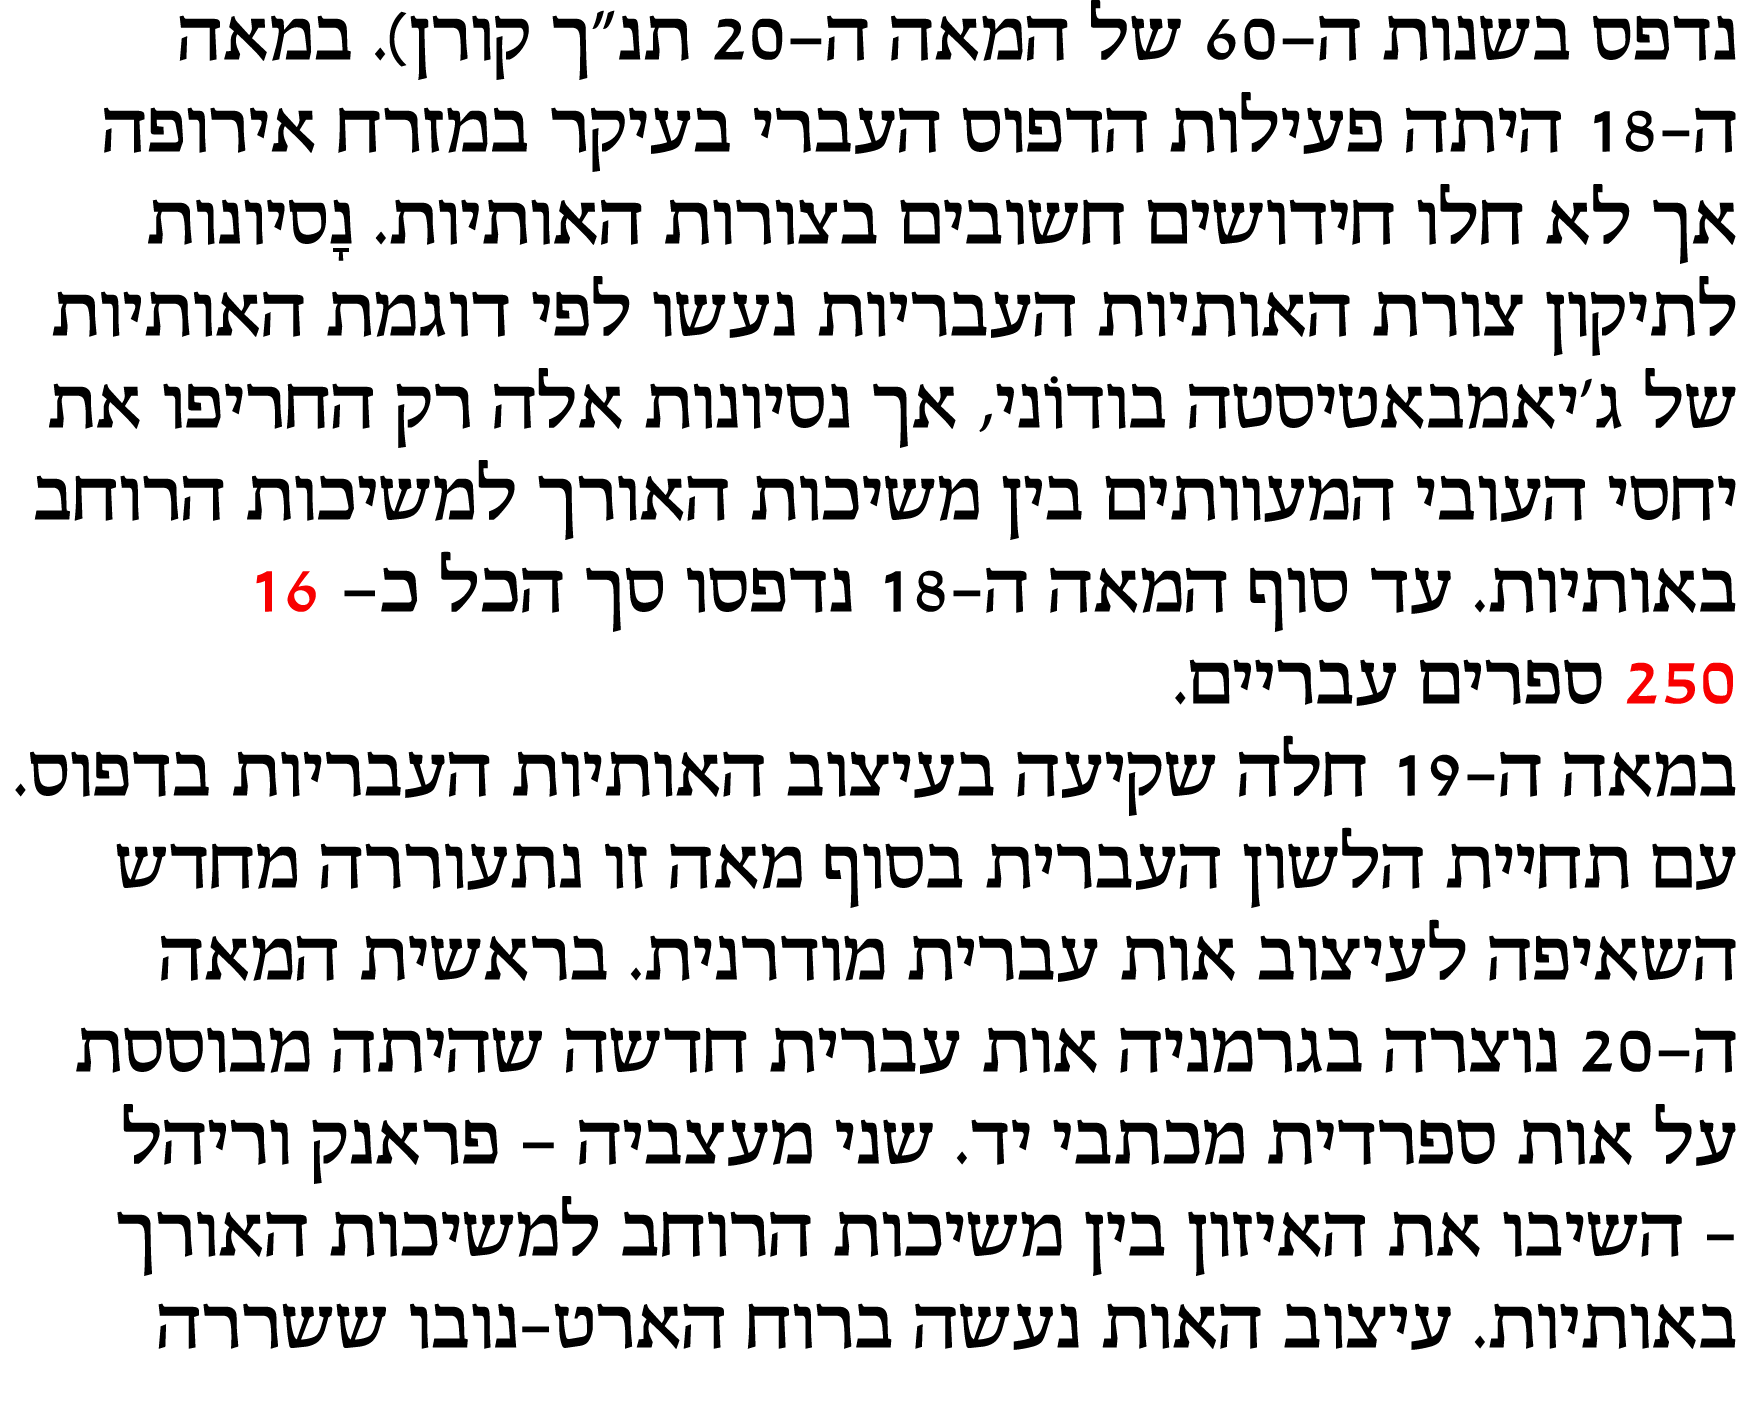 נדפס בשנות ה-60 של המאה ה-20 תנ"ך קורן). במאה
ה-18 היתה פעילות הדפוס העברי בעיקר במזרח אירופה
אך לא חלו חידושים חשובים בצורות האותיות. נָסיונות
לתיקון צורת האותיות העבריות נעשו לפי דוגמת האותיות
של ג'יאמבאטיסטה בודוֹני, אך נסיונות אלה רק החריפו את
יחסי העובי המעוותים בין משיכות האורך למשיכות הרוחב
באותיות. עד סוף המאה ה-18 נדפסו סך הכל כ- 16
250 ספרים עבריים.
במאה ה-19 חלה שקיעה בעיצוב האותיות העבריות בדפוס.
עם תחיית הלשון העברית בסוף מאה זו נתעוררה מחדש
השאיפה לעיצוב אות עברית מודרנית. בראשית המאה
ה-20 נוצרה בגרמניה אות עברית חדשה שהיתה מבוססת
על אות ספרדית מכתבי יד. שני מעצביה - פראנק וריהל
- השיבו את האיזון בין משיכות הרוחב למשיכות האורך
באותיות. עיצוב האות נעשה ברוח הארט-נובו ששררה